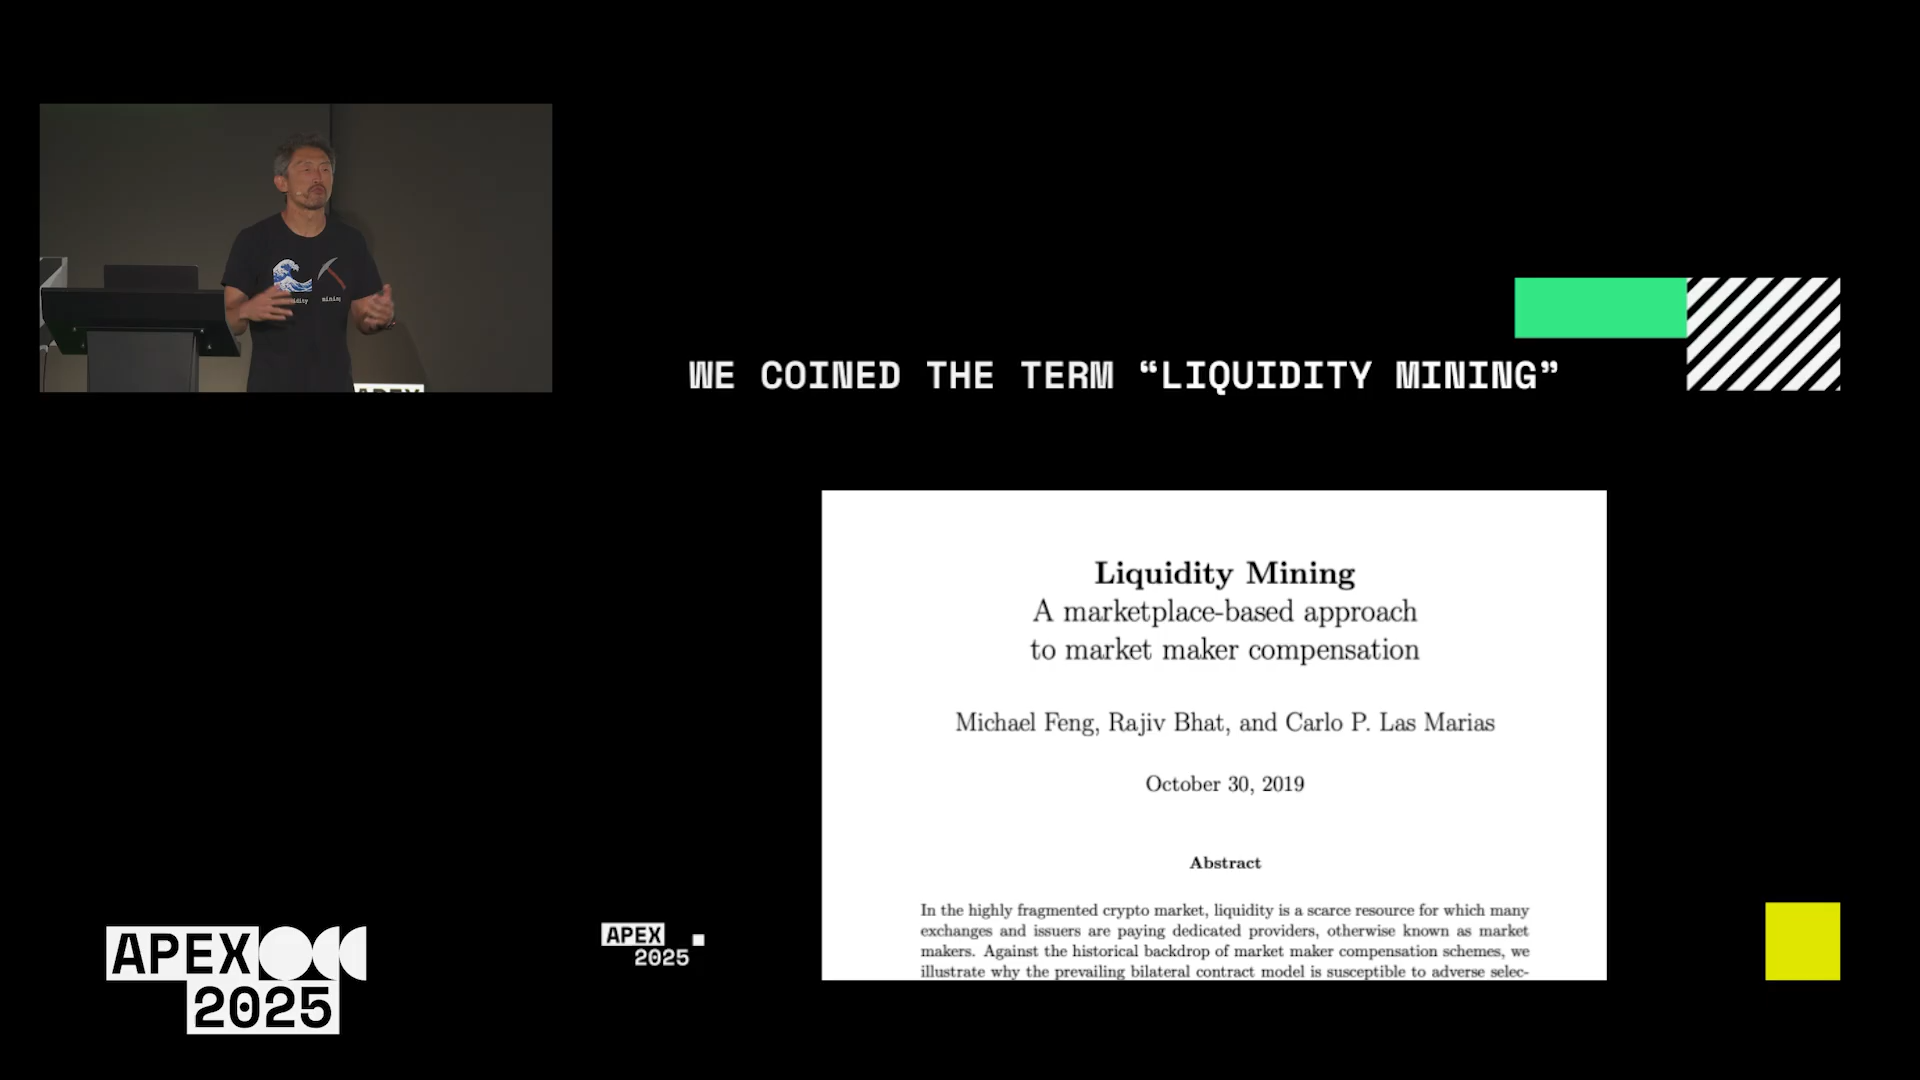 mining
WE COINED THE TERM “LIQUIDITY MINING”
Liquidity Mining
A marketplace-based approach
to market maker compensation
Michael Feng, Rajiv Bhat, and Carlo P. Las Marias
October 30, 2019
Abstract
In the highly fragmented crypto market, liquidity is a scarce resource for which many
exchanges and issuers are paying dedicated providers, otherwise known as market
makers. Against the historical backdrop of market maker compensation schemes, we
illustrate why the prevailing bilateral contract model is susceptible to adverse selec-
APEX
2025
APEX
2025